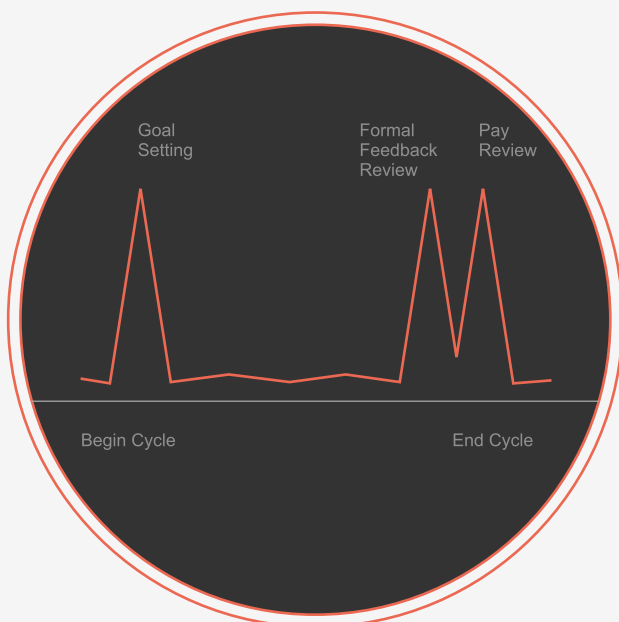 Goal
Setting
Formal
Feedback
Review
Pay
Review
Begin Cycle
End Cycle